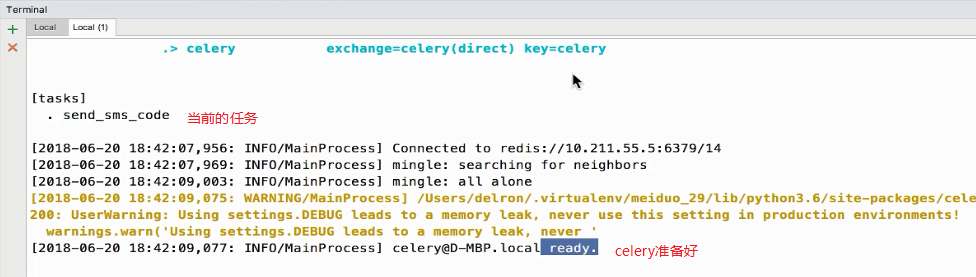 Terminal
Local Local (1)
.> celery exchange=celery(direct) key=celery
[tasks]
. send_sms_code 当前的任务
[2018-06-20 18:42:07,956: INFO/MainProcess] Connected to redis://10.211.55.5:6379/14
[2018-06-20 18:42:07,969: INFO/MainProcess] mingle: searching for neighbors
[2018-06-20 18:42:09,003: INFO/MainProcess] mingle: all alone
[2018-06-20 18:42:09,075: WARNING/MainProcess] /Users/delron/.virtualenv/meiduo_29/lib/python3.6/site-packages/cele
200: UserWarning: Using settings.DEBUG leads to a memory leak, never use this setting in production environments!
warnings.warn('Using settings.DEBUG leads to a memory leak, never '
[2018-06-20 18:42:09,077: INFO/MainProcess] celery@D-MBP.local ready. celery准备好